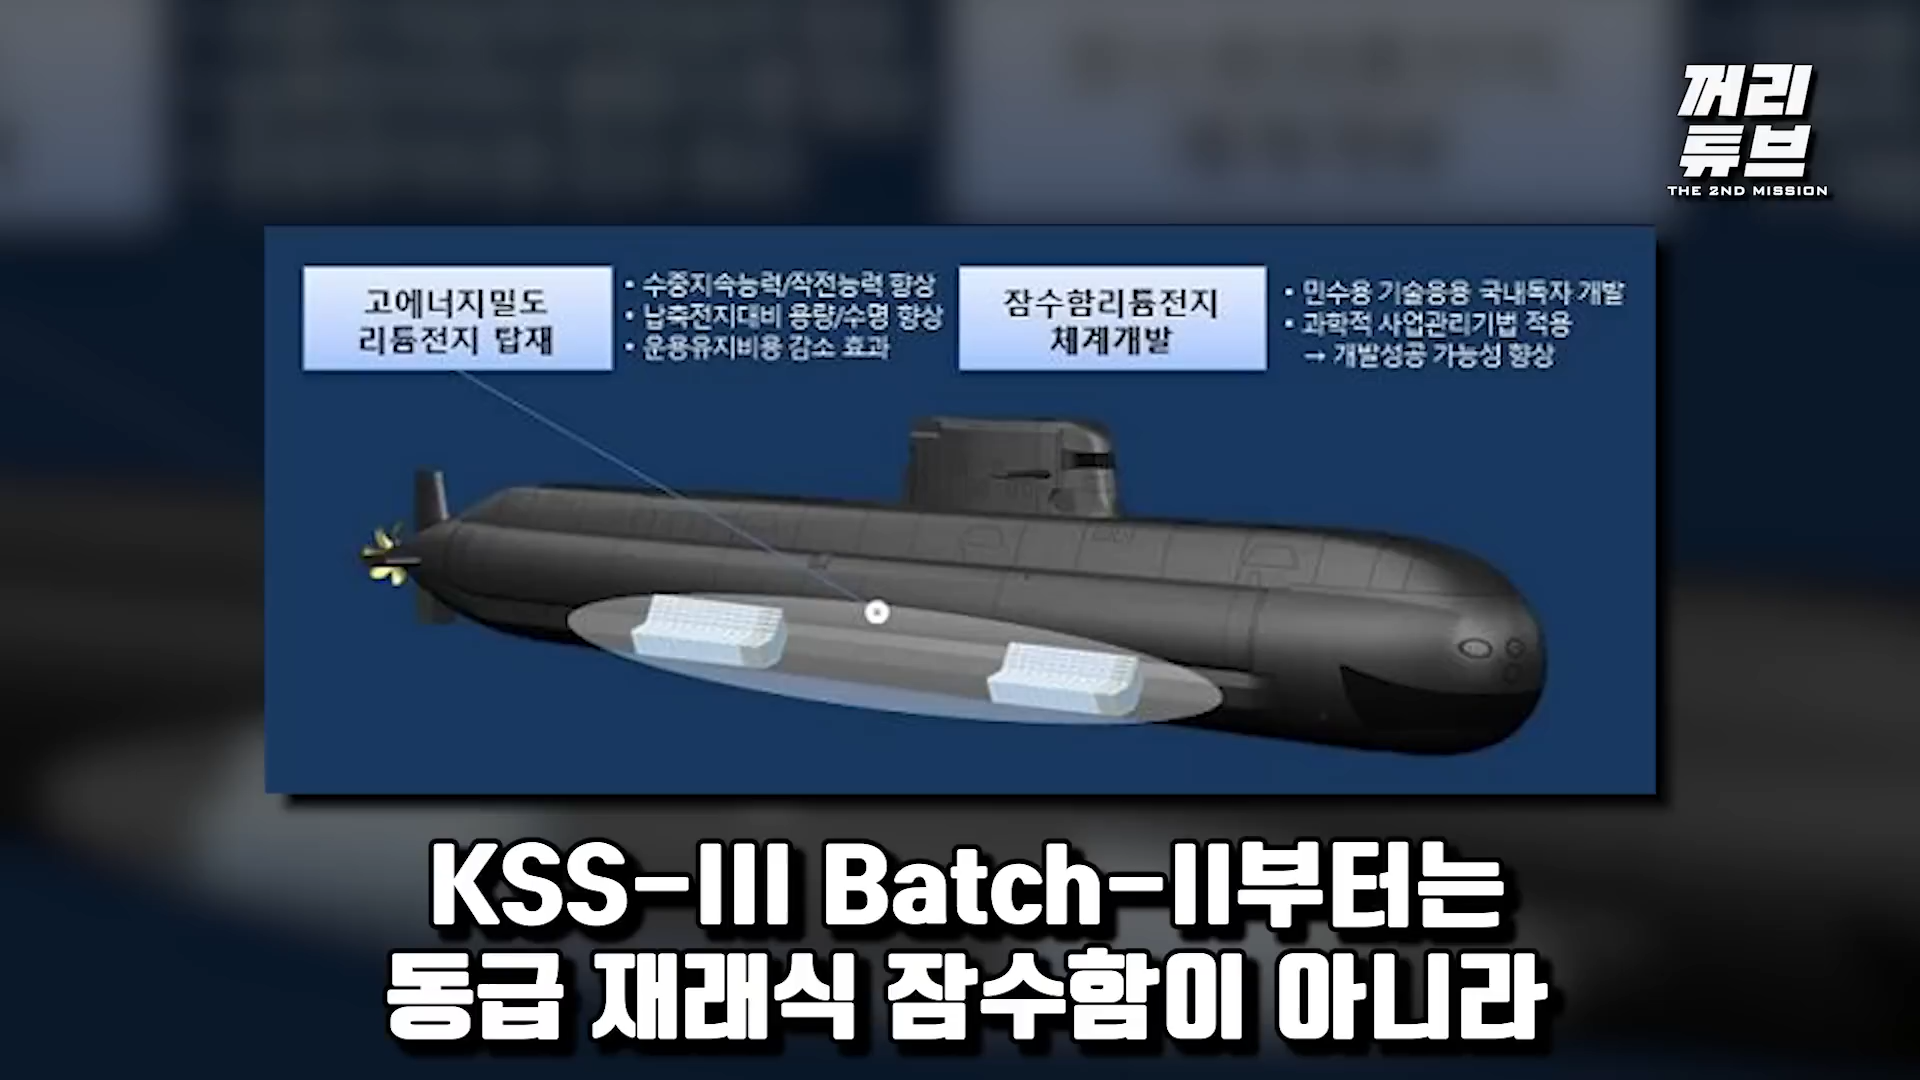 꺼리
튜브
THE 2ND MISSION
고에너지밀도
리튬전지 탑재
• 수중지속능력/작전능력 향상
• 납축전지대비 용량/수명 향상
• 운용유지비용 감소 효과
잠수함리튬전지
체계개발
• 민수용 기술응용 국내독자 개발
• 과학적 사업관리기법 적용
→ 개발성공 가능성 향상
KSS-III Batch-II부터는
동급 재래식 잠수함이 아니라